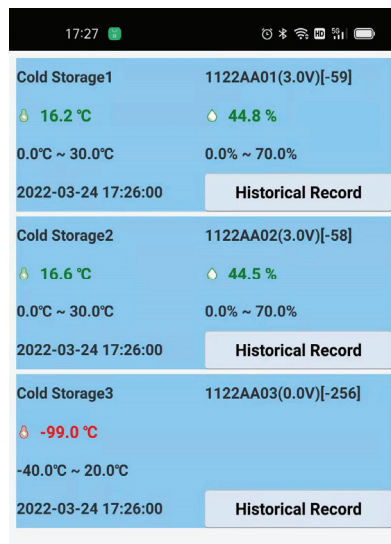 17:27 HD 5G
Cold Storage1 1122AA01(3.0V)[-59]
16.2 ℃ 44.8 %
0.0℃ ~ 30.0℃ 0.0% ~ 70.0%
2022-03-24 17:26:00 Historical Record
Cold Storage2 1122AA02(3.0V)[-58]
16.6 ℃ 44.5 %
0.0℃ ~ 30.0℃ 0.0% ~ 70.0%
2022-03-24 17:26:00 Historical Record
Cold Storage3 1122AA03(0.0V)[-256]
-99.0 ℃
-40.0℃ ~ 20.0℃
2022-03-24 17:26:00 Historical Record